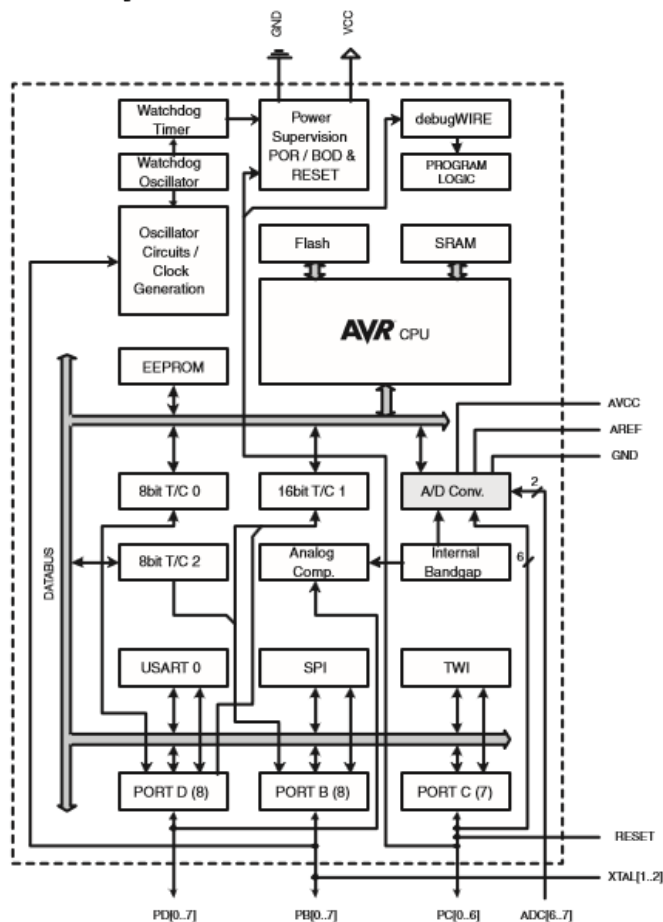 GND
VCC
Watchdog
Timer
Power
Supervision
POR / BOD &
RESET
debugWIRE
Watchdog
Oscillator
PROGRAM
LOGIC
Oscillator
Circuits /
Clock
Generation
Flash
SRAM
AVR CPU
EEPROM
AVCC
AREF
GND
2
8bit T/C 0
16bit T/C 1
A/D Conv.
DATABUS
8bit T/C 2
Analog
Comp.
Internal
Bandgap
6
USART 0
SPI
TWI
PORT D (8)
PORT B (8)
PORT C (7)
RESET
XTAL[1..2]
PD[0..7]
PB[0..7]
PC[0..6]
ADC[6..7]